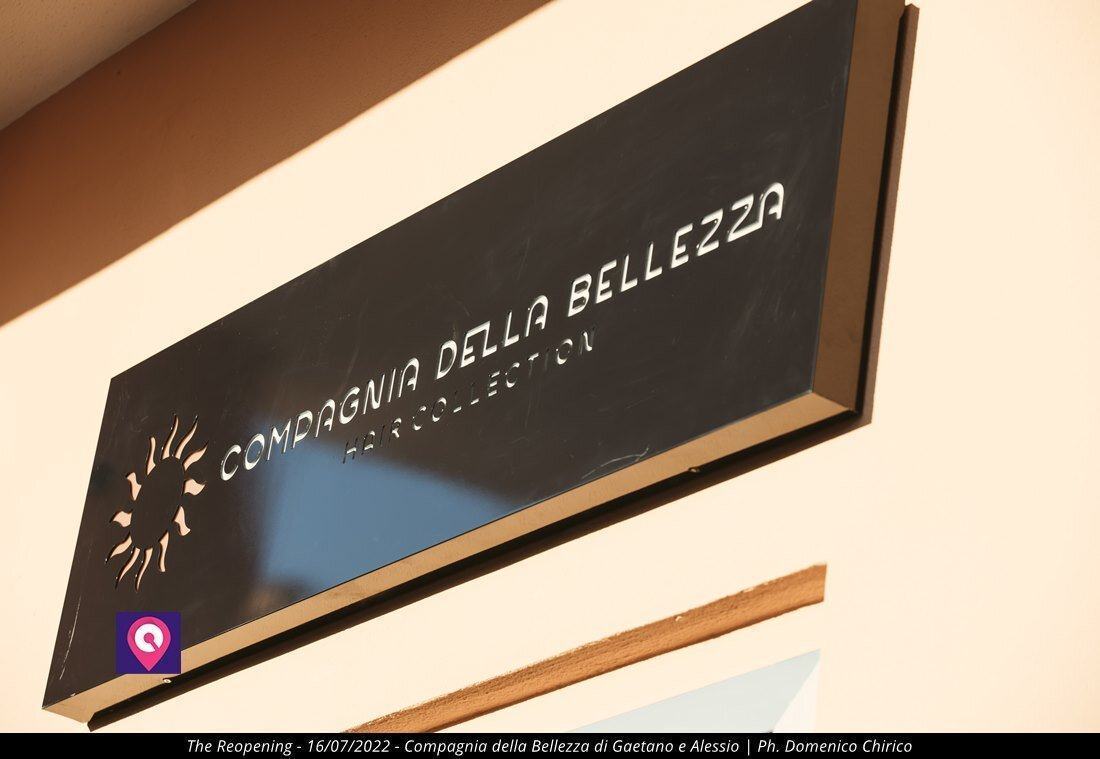 COMPAGNIA DELLA BELLEZZA
HAIR COLLECTION
The Reopening - 16/07/2022 - Compagnia della Bellezza di Gaetano e Alessio | Ph. Domenico Chirico